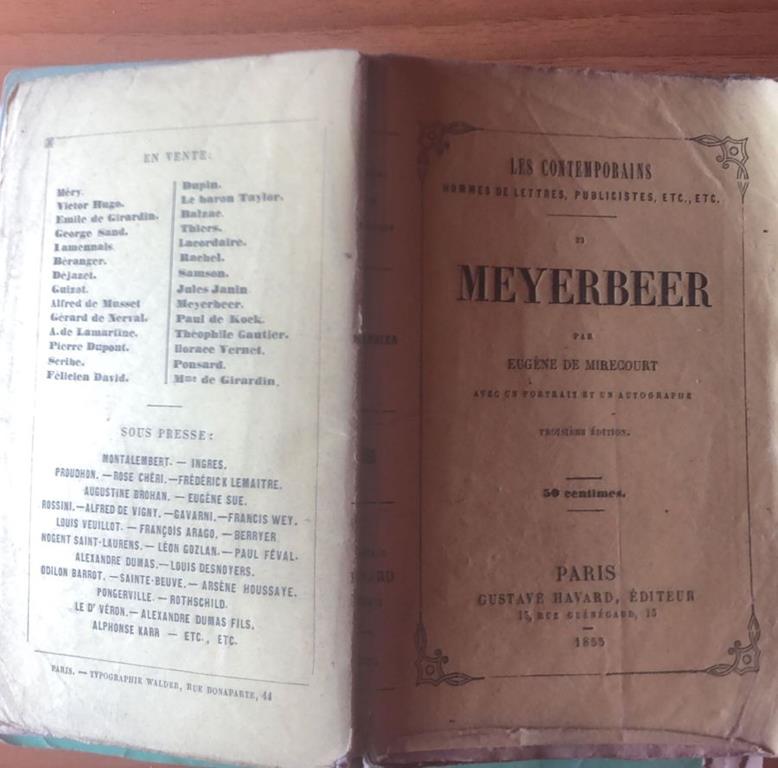 EN VENTE:
Méry.
Victor Hugo.
Emile de Girardin.
George Sand.
Lamennais.
Béranger.
Déjazet.
Guizot.
Alfred de Musset
Gérard de Nerval.
A. de Lamartine.
Pierre Dupont.
Scribe.
Félicien David.
Dupin.
Le baron Taylor.
Balzac.
Thiers.
Lacordaire.
Rachel.
Samson.
Jules Janin
Meyerbeer.
Paul de Kock.
Théophile Gautier.
Horace Vernet.
Ponsard.
Mme de Girardin.
SOUS PRESSE:
MONTALEMBERT. — INGRES.
PROUDHON. — ROSE CHÉRI. — FRÉDÉRICK LEMAITRE.
AUGUSTINE BROHAN. — EUGÈNE SUE.
ROSSINI. — ALFRED DE VIGNY. — GAVARNI. — FRANCIS WEY.
LOUIS VEUILLOT. — FRANÇOIS ARAGO. — BERRYER
NOGENT SAINT-LAURENS. — LÉON GOZLAN. — PAUL FÉVAL.
ALEXANDRE DUMAS. — LOUIS DESNOYERS.
ODILON BARROT. — SAINTE-BEUVE. — ARSÈNE HOUSSAYE.
PONGERVILLE. — ROTHSCHILD.
LE Dr VÉRON. — ALEXANDRE DUMAS FILS.
ALPHONSE KARR — ETC., ETC.
PARIS. — TYPOGRAPHIE WALDER, RUE BONAPARTE, 44
LES CONTEMPORAINS
HOMMES DE LETTRES, PUBLICISTES, ETC., ETC.
MEYERBEER
PAR
EUGÈNE DE MIRECOURT
AVEC UN PORTRAIT ET UN AUTOGRAPHE
TROISIÈME ÉDITION.
50 centimes.
PARIS
GUSTAVE HAVARD, ÉDITEUR
15, RUE GUÉNÉGAUD, 15
1855